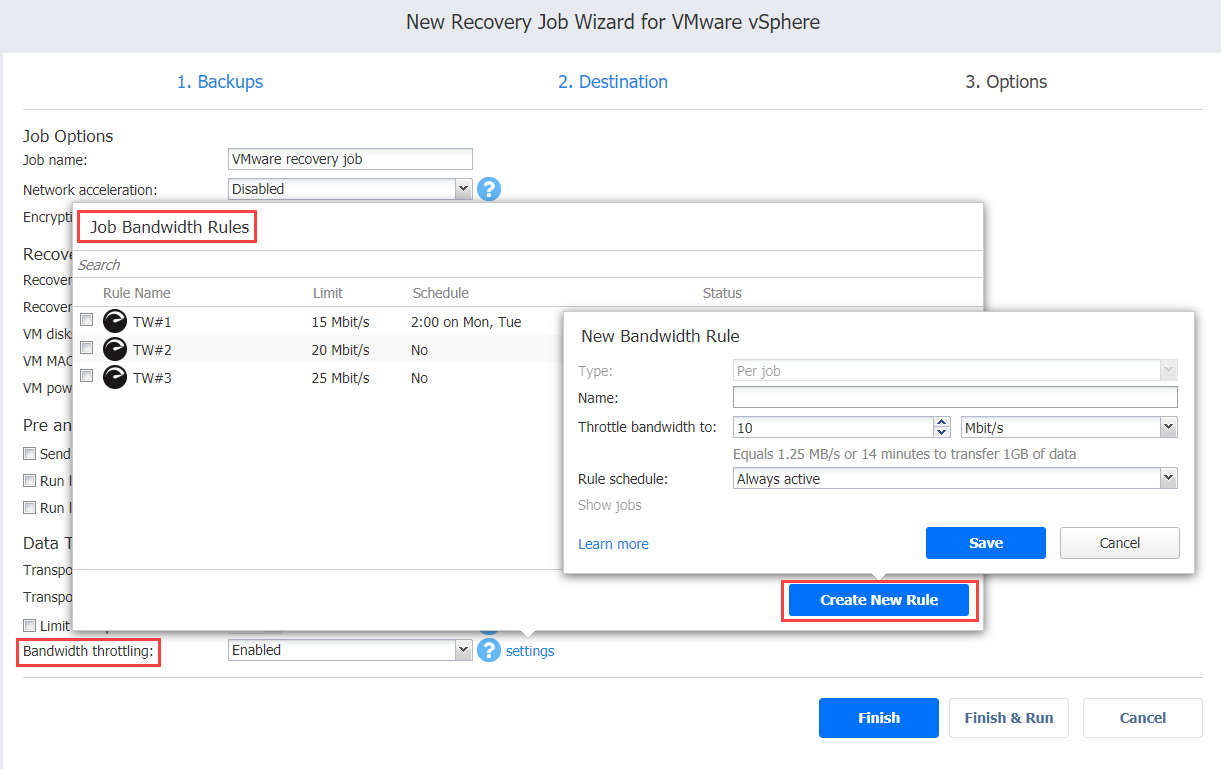 New Recovery Job Wizard for VMware vSphere
1. Backups 2. Destination 3. Options
Job Options
Job name: VMware recovery job
Network acceleration: Disabled ?
Encrypti
Job Bandwidth Rules
Recove
Search
Recover
Rule Name Limit Schedule Status
Recover
TW#1 15 Mbit/s 2:00 on Mon, Tue
VM disk
TW#2 20 Mbit/s No
VM MAC
TW#3 25 Mbit/s No
VM pow
New Bandwidth Rule
Type: Per job
Name:
Throttle bandwidth to: 10 Mbit/s
Equals 1.25 MB/s or 14 minutes to transfer 1GB of data
Rule schedule: Always active
Show jobs
Learn more Save Cancel
Pre an
Send
Run l
Run l
Data T
Transpo
Transpo
Create New Rule
Limit
Bandwidth throttling: Enabled ? settings
Finish Finish & Run Cancel